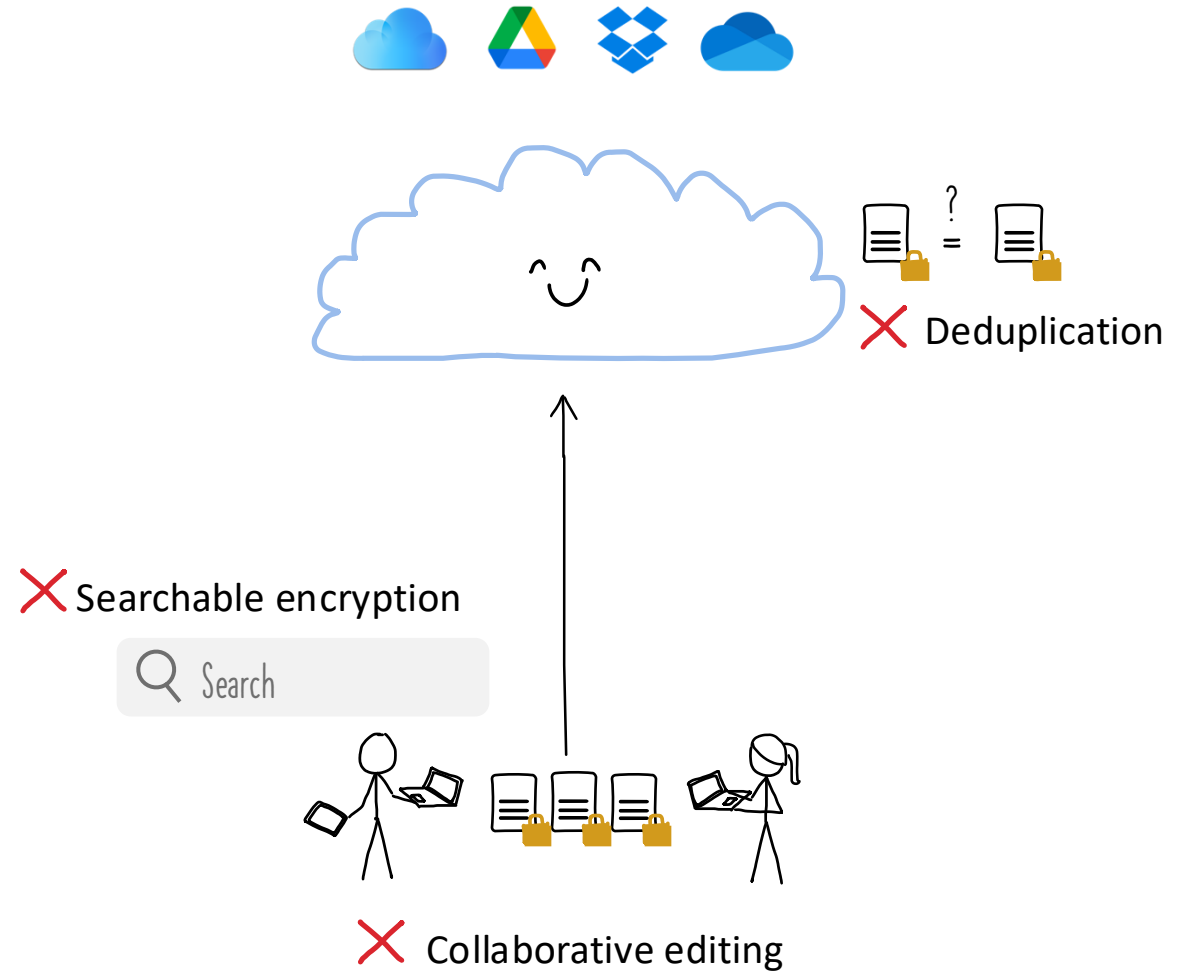 ?
=
Deduplication
Searchable encryption
Search
Collaborative editing